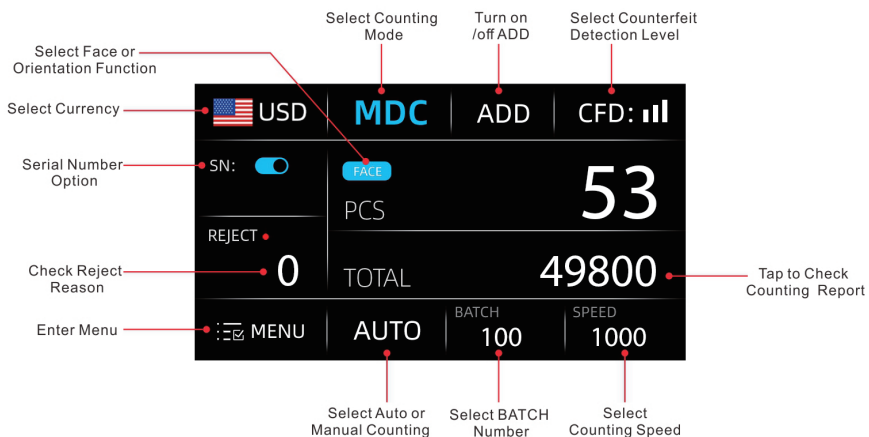 Select Counting
Mode
Turn on
/off ADD
Select Counterfeit
Detection Level
Select Face or
Orientation Function
Select Currency
USD
MDC
ADD
CFD:
Serial Number
Option
SN:
FACE
PCS
53
REJECT
0
Check Reject
Reason
TOTAL
49800
Tap to Check
Counting Report
Enter Menu
MENU
AUTO
BATCH
100
SPEED
1000
Select Auto or
Manual Counting
Select BATCH
Number
Select
Counting Speed